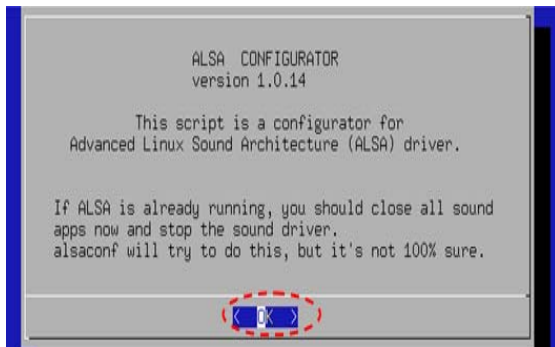 ALSA CONFIGURATOR
version 1.0.14
This script is a configurator for
Advanced Linux Sound Architecture (ALSA) driver.
If ALSA is already running, you should close all sound
apps now and stop the sound driver.
alsaconf will try to do this, but it's not 100% sure.
< OK >